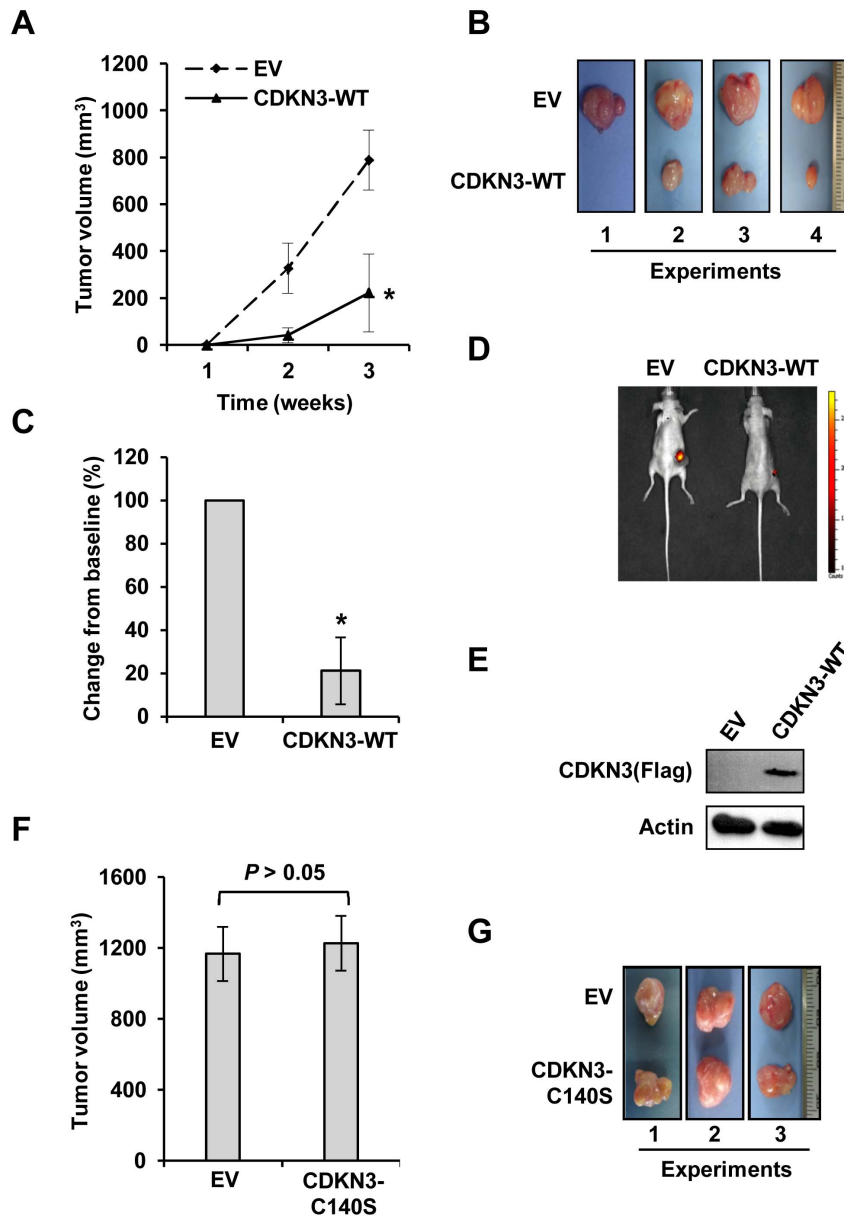 A
Tumor volume (mm³)
1200
1000
800
600
400
200
0
EV
CDKN3-WT
*
1 2 3
Time (weeks)
B
EV
CDKN3-WT
1 2 3 4
Experiments
C
Change from baseline (%)
120
100
80
60
40
20
0
*
EV CDKN3-WT
D
EV CDKN3-WT
Counts
E
EV CDKN3-WT
CDKN3(Flag)
Actin
F
Tumor volume (mm³)
1600
1200
800
400
0
P > 0.05
EV CDKN3-
C140S
G
EV
CDKN3-
C140S
1 2 3
Experiments